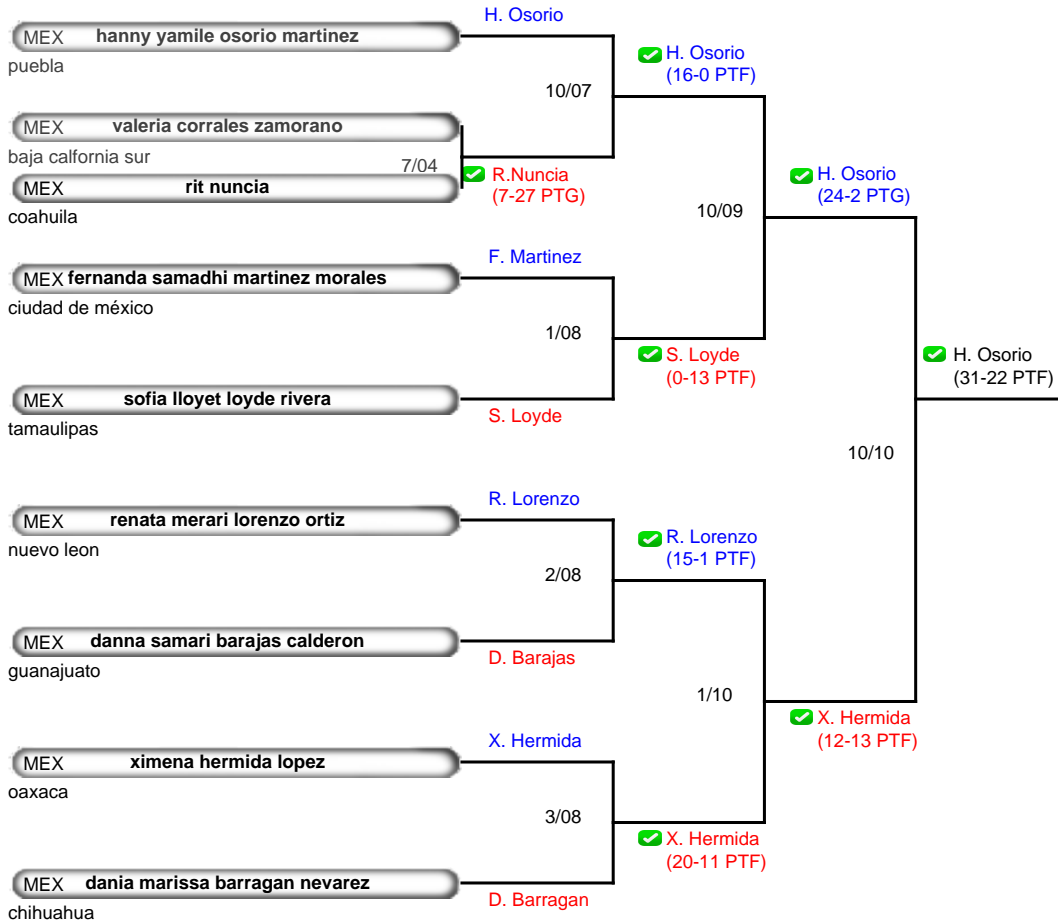 H. Osorio
MEX hanny yamile osorio martinez
puebla
H. Osorio
(16-0 PTF)
10/07
MEX valeria corrales zamorano
baja calfornia sur
7/04
R.Nuncia
(7-27 PTG)
MEX rit nuncia
coahuila
H. Osorio
(24-2 PTG)
10/09
F. Martinez
MEX fernanda samadhi martinez morales
ciudad de méxico
1/08
S. Loyde
(0-13 PTF)
H. Osorio
(31-22 PTF)
MEX sofia lloyet loyde rivera
tamaulipas
S. Loyde
10/10
R. Lorenzo
MEX renata merari lorenzo ortiz
nuevo leon
R. Lorenzo
(15-1 PTF)
2/08
MEX danna samari barajas calderon
guanajuato
D. Barajas
1/10
X. Hermida
(12-13 PTF)
X. Hermida
MEX ximena hermida lopez
oaxaca
3/08
X. Hermida
(20-11 PTF)
MEX dania marissa barragan nevarez
chihuahua
D. Barragan